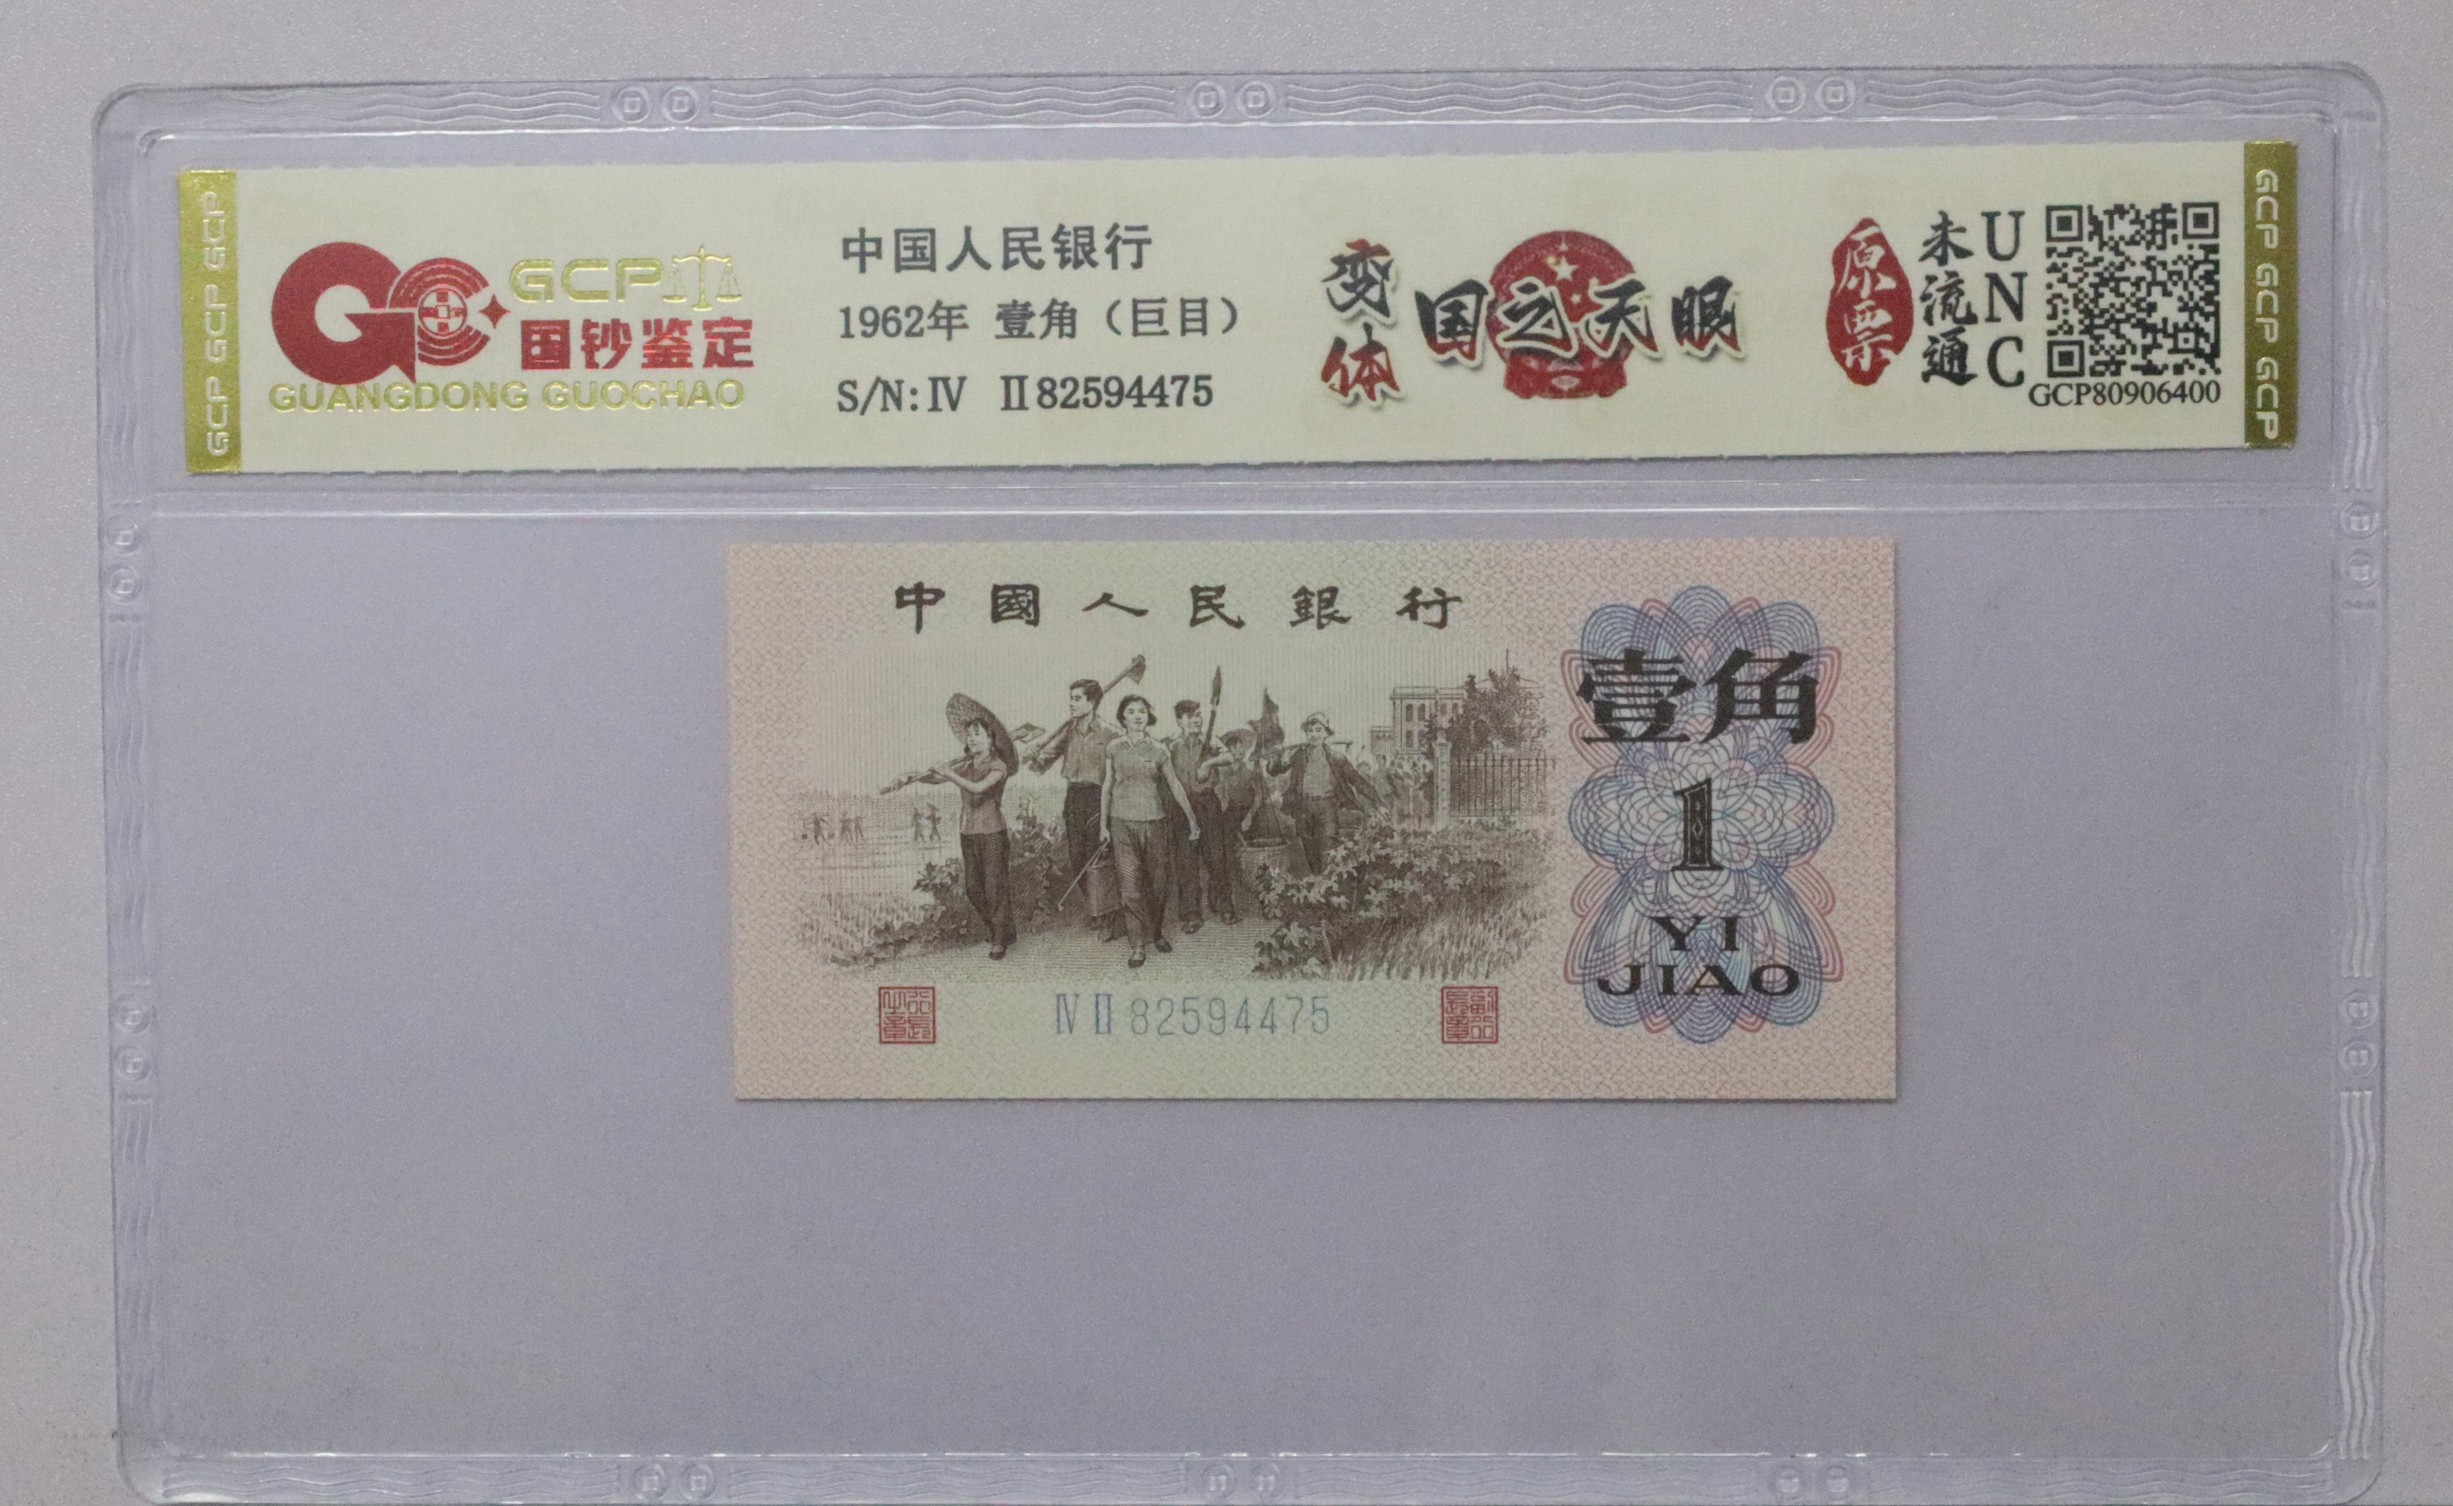 GCP GCP GCP
GCP
国钞鉴定
GUANGDONG GUOCHAO
中国人民银行
1962年 壹角（巨目）
S/N: IV II82594475
变体
国之天眼
原票
未流通
UNC
GCP80906400
GCP GCP GCP
中國人民銀行
壹角
1
YI
JIAO
IV II 82594475